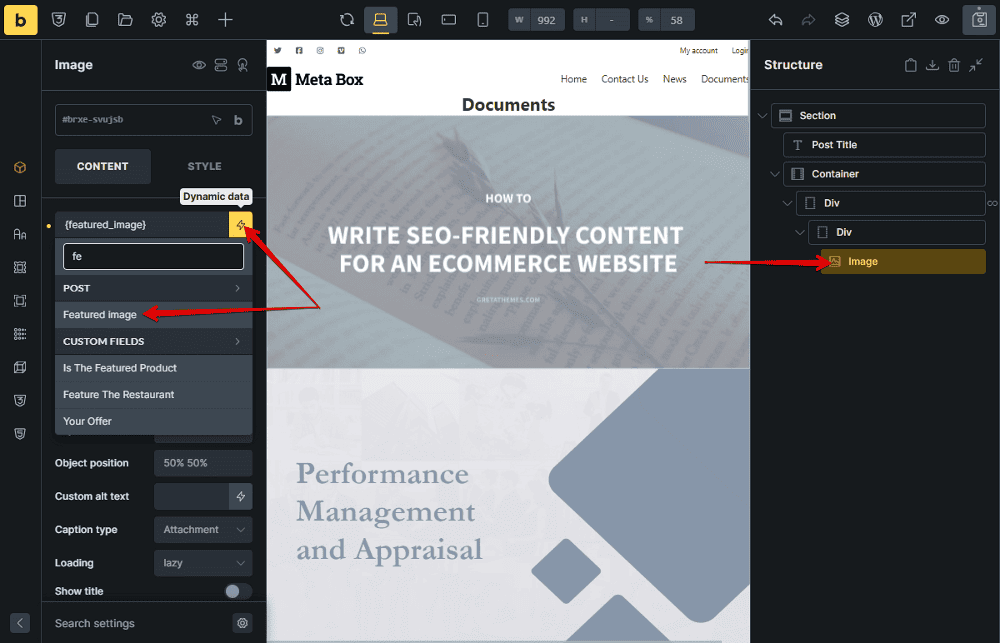 b
W 992
H -
% 58
Image
#brxe-svujsb
b
CONTENT
STYLE
Dynamic data
{featured_image}
fe
POST
Featured image
CUSTOM FIELDS
Is The Featured Product
Feature The Restaurant
Your Offer
Object position
50% 50%
Custom alt text
Caption type
Attachment
Loading
lazy
Show title
Search settings
My account
Login
M Meta Box
Home
Contact Us
News
Documents
Documents
HOW TO
WRITE SEO-FRIENDLY CONTENT
FOR AN ECOMMERCE WEBSITE
GRETATHEMES.COM
Performance
Management
and Appraisal
Structure
Section
T Post Title
Container
Div
Div
Image